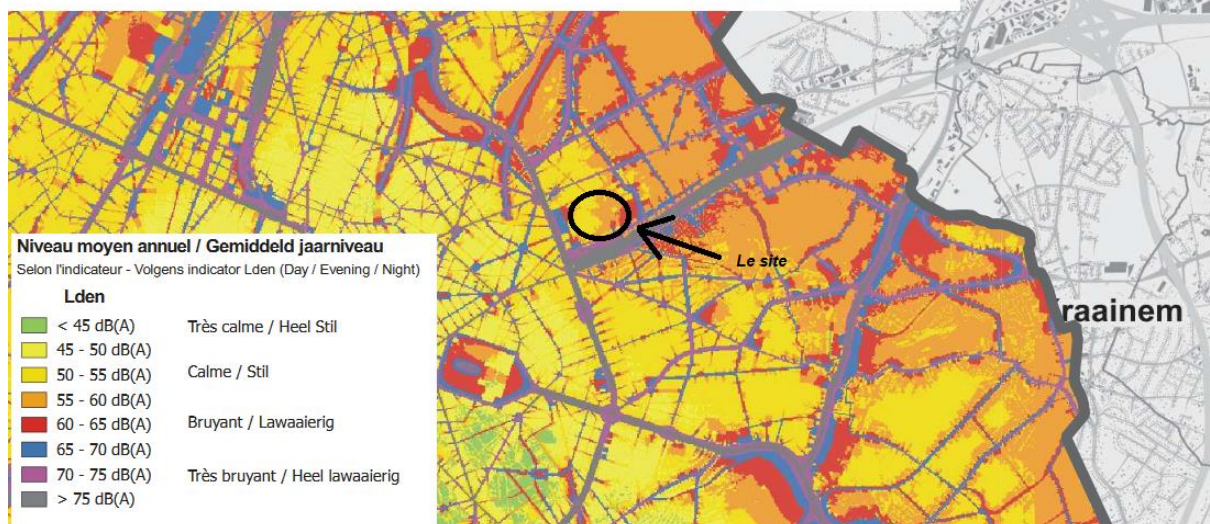 Le site
raainem
Niveau moyen annuel / Gemiddeld jaarniveau
Selon l'indicateur - Volgens indicator Lden (Day / Evening / Night)
Lden
< 45 dB(A) Très calme / Heel Stil
45 - 50 dB(A)
50 - 55 dB(A) Calme / Stil
55 - 60 dB(A)
60 - 65 dB(A) Bruyant / Lawaaierig
65 - 70 dB(A)
70 - 75 dB(A) Très bruyant / Heel lawaaierig
> 75 dB(A)